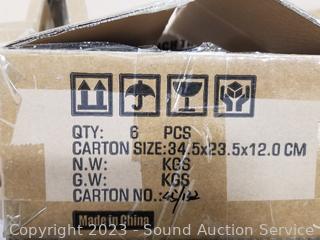 QTY: 6 PCS
CARTON SIZE:34.5x23.5x12.0 CM
N.W: KGS
G.W: KGS
CARTON NO.:
Made in China
Copyright 2023 - Sound Auction Service